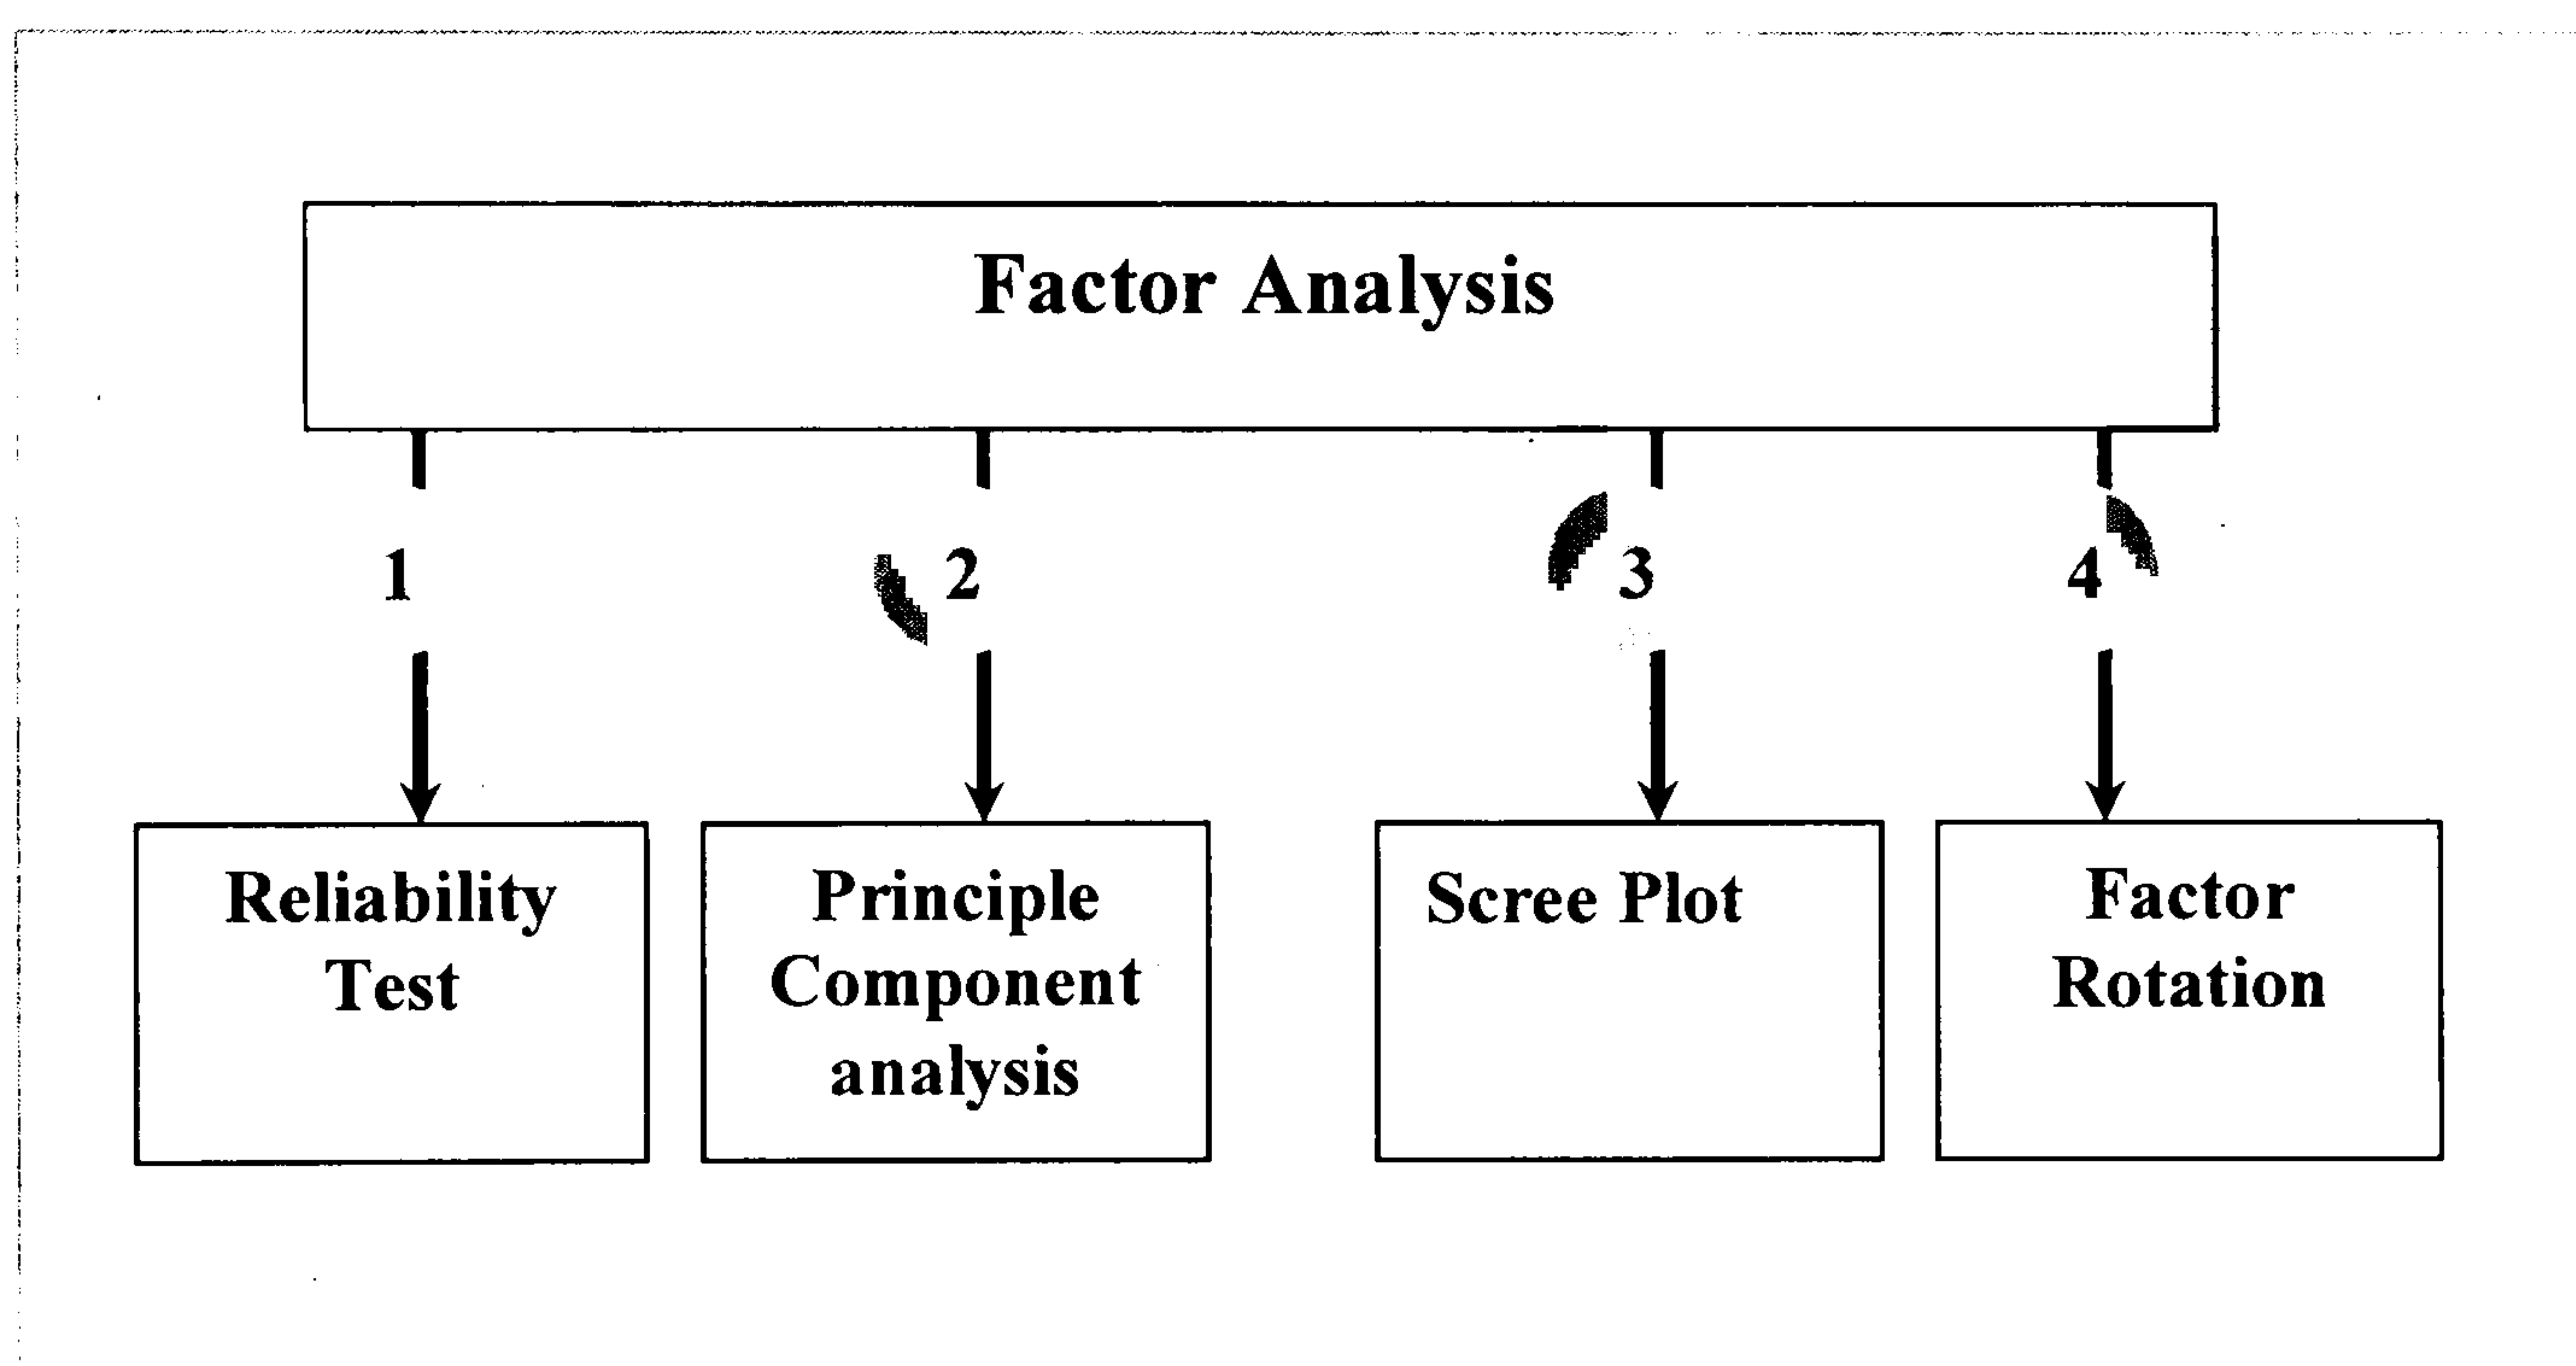 Factor Analysis
1 2 3 4
Reliability
Test
Principle
Component
analysis
Scree Plot
Factor
Rotation